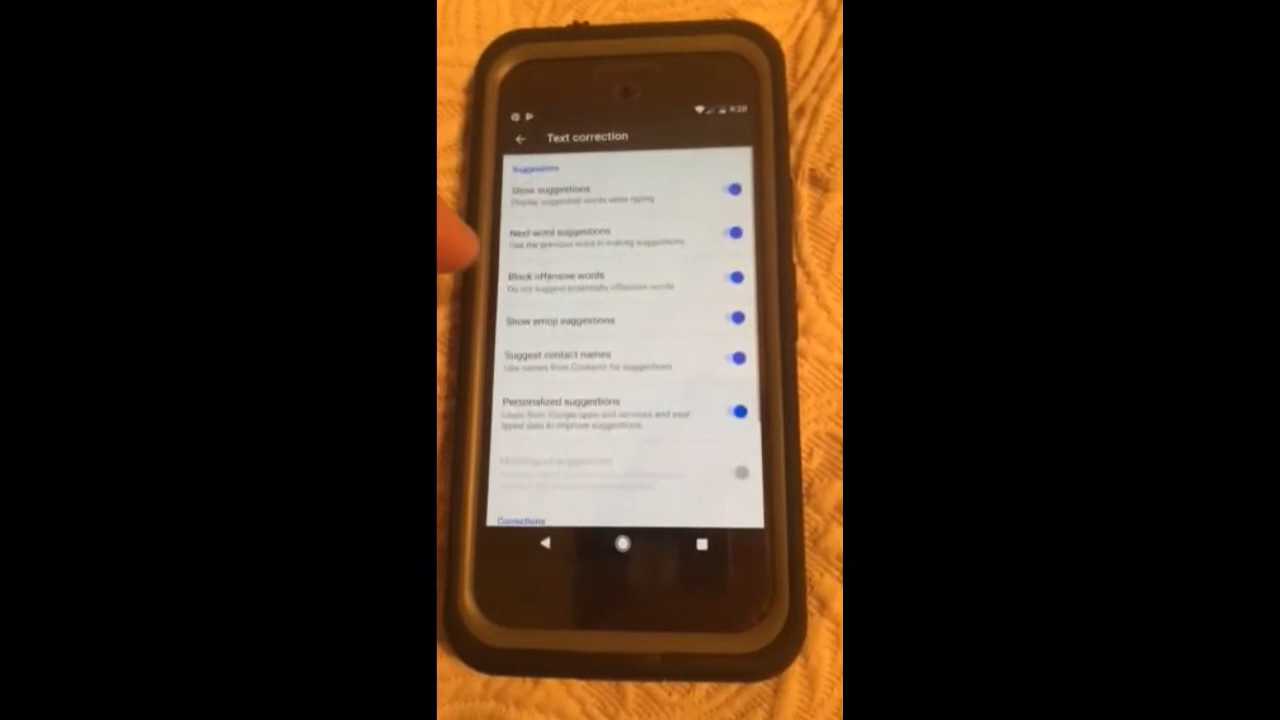 4:20
Text correction
Suggestions
Show suggestions
Display suggested words while typing
Next-word suggestions
Use the previous word in making suggestions
Block offensive words
Do not suggest potentially offensive words
Show emoji suggestions
Suggest contact names
Use names from Contacts for suggestions
Personalized suggestions
Learn from Google apps and services and your
typed data to improve suggestions
Corrections